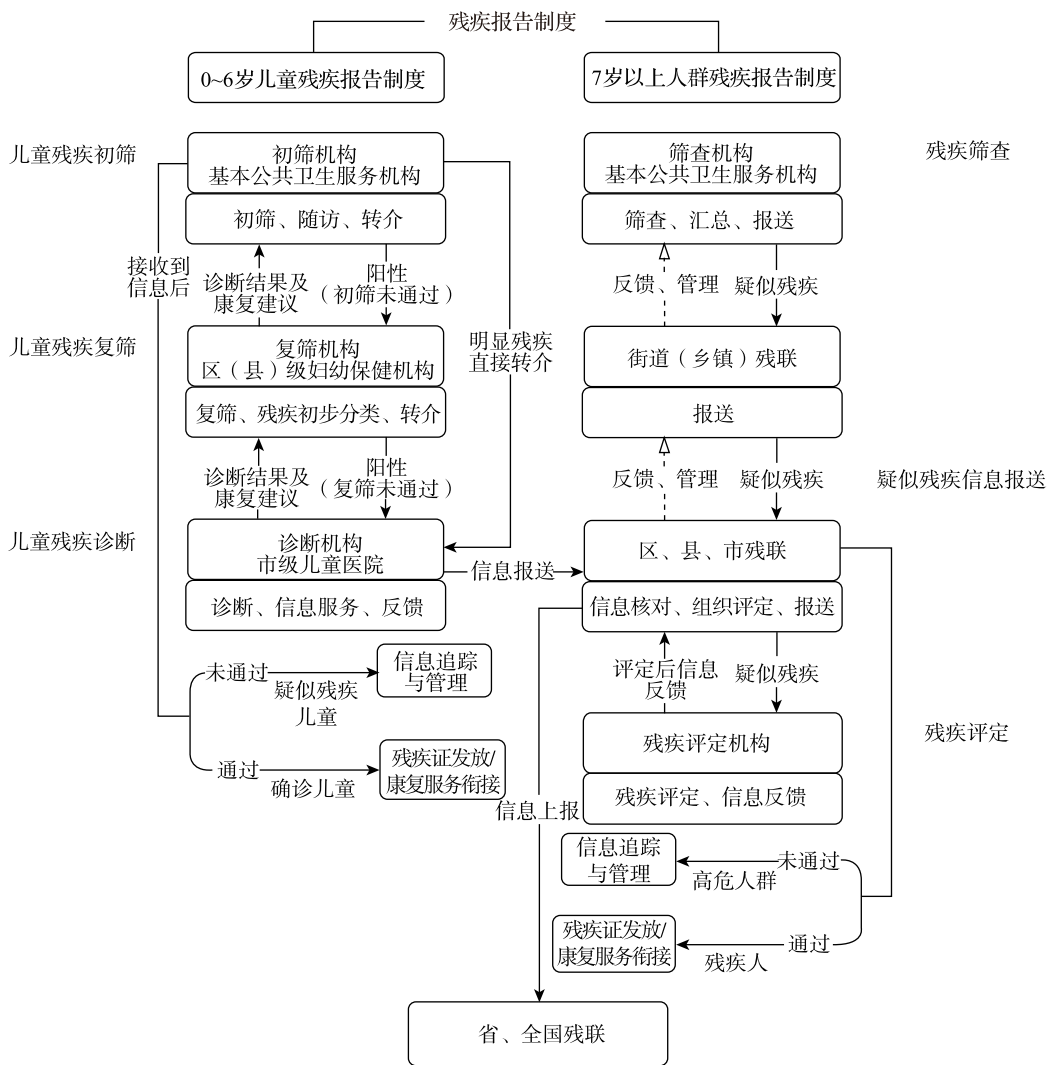 残疾报告制度
0~6岁儿童残疾报告制度
7岁以上人群残疾报告制度
儿童残疾初筛
初筛机构
基本公共卫生服务机构
初筛、随访、转介
筛查机构
基本公共卫生服务机构
筛查、汇总、报送
残疾筛查
接收到
信息后
诊断结果及
康复建议
阳性
（初筛未通过）
反馈、管理
疑似残疾
儿童残疾复筛
复筛机构
区（县）级妇幼保健机构
复筛、残疾初步分类、转介
明显残疾
直接转介
街道（乡镇）残联
报送
诊断结果及
康复建议
阳性
（复筛未通过）
反馈、管理
疑似残疾
疑似残疾信息报送
儿童残疾诊断
诊断机构
市级儿童医院
诊断、信息服务、反馈
信息报送
区、县、市残联
信息核对、组织评定、报送
未通过
疑似残疾
儿童
信息追踪
与管理
评定后信息
反馈
疑似残疾
通过
确诊儿童
残疾证发放/
康复服务衔接
残疾评定机构
残疾评定、信息反馈
残疾评定
信息上报
信息追踪
与管理
未通过
高危人群
残疾证发放/
康复服务衔接
通过
残疾人
省、全国残联